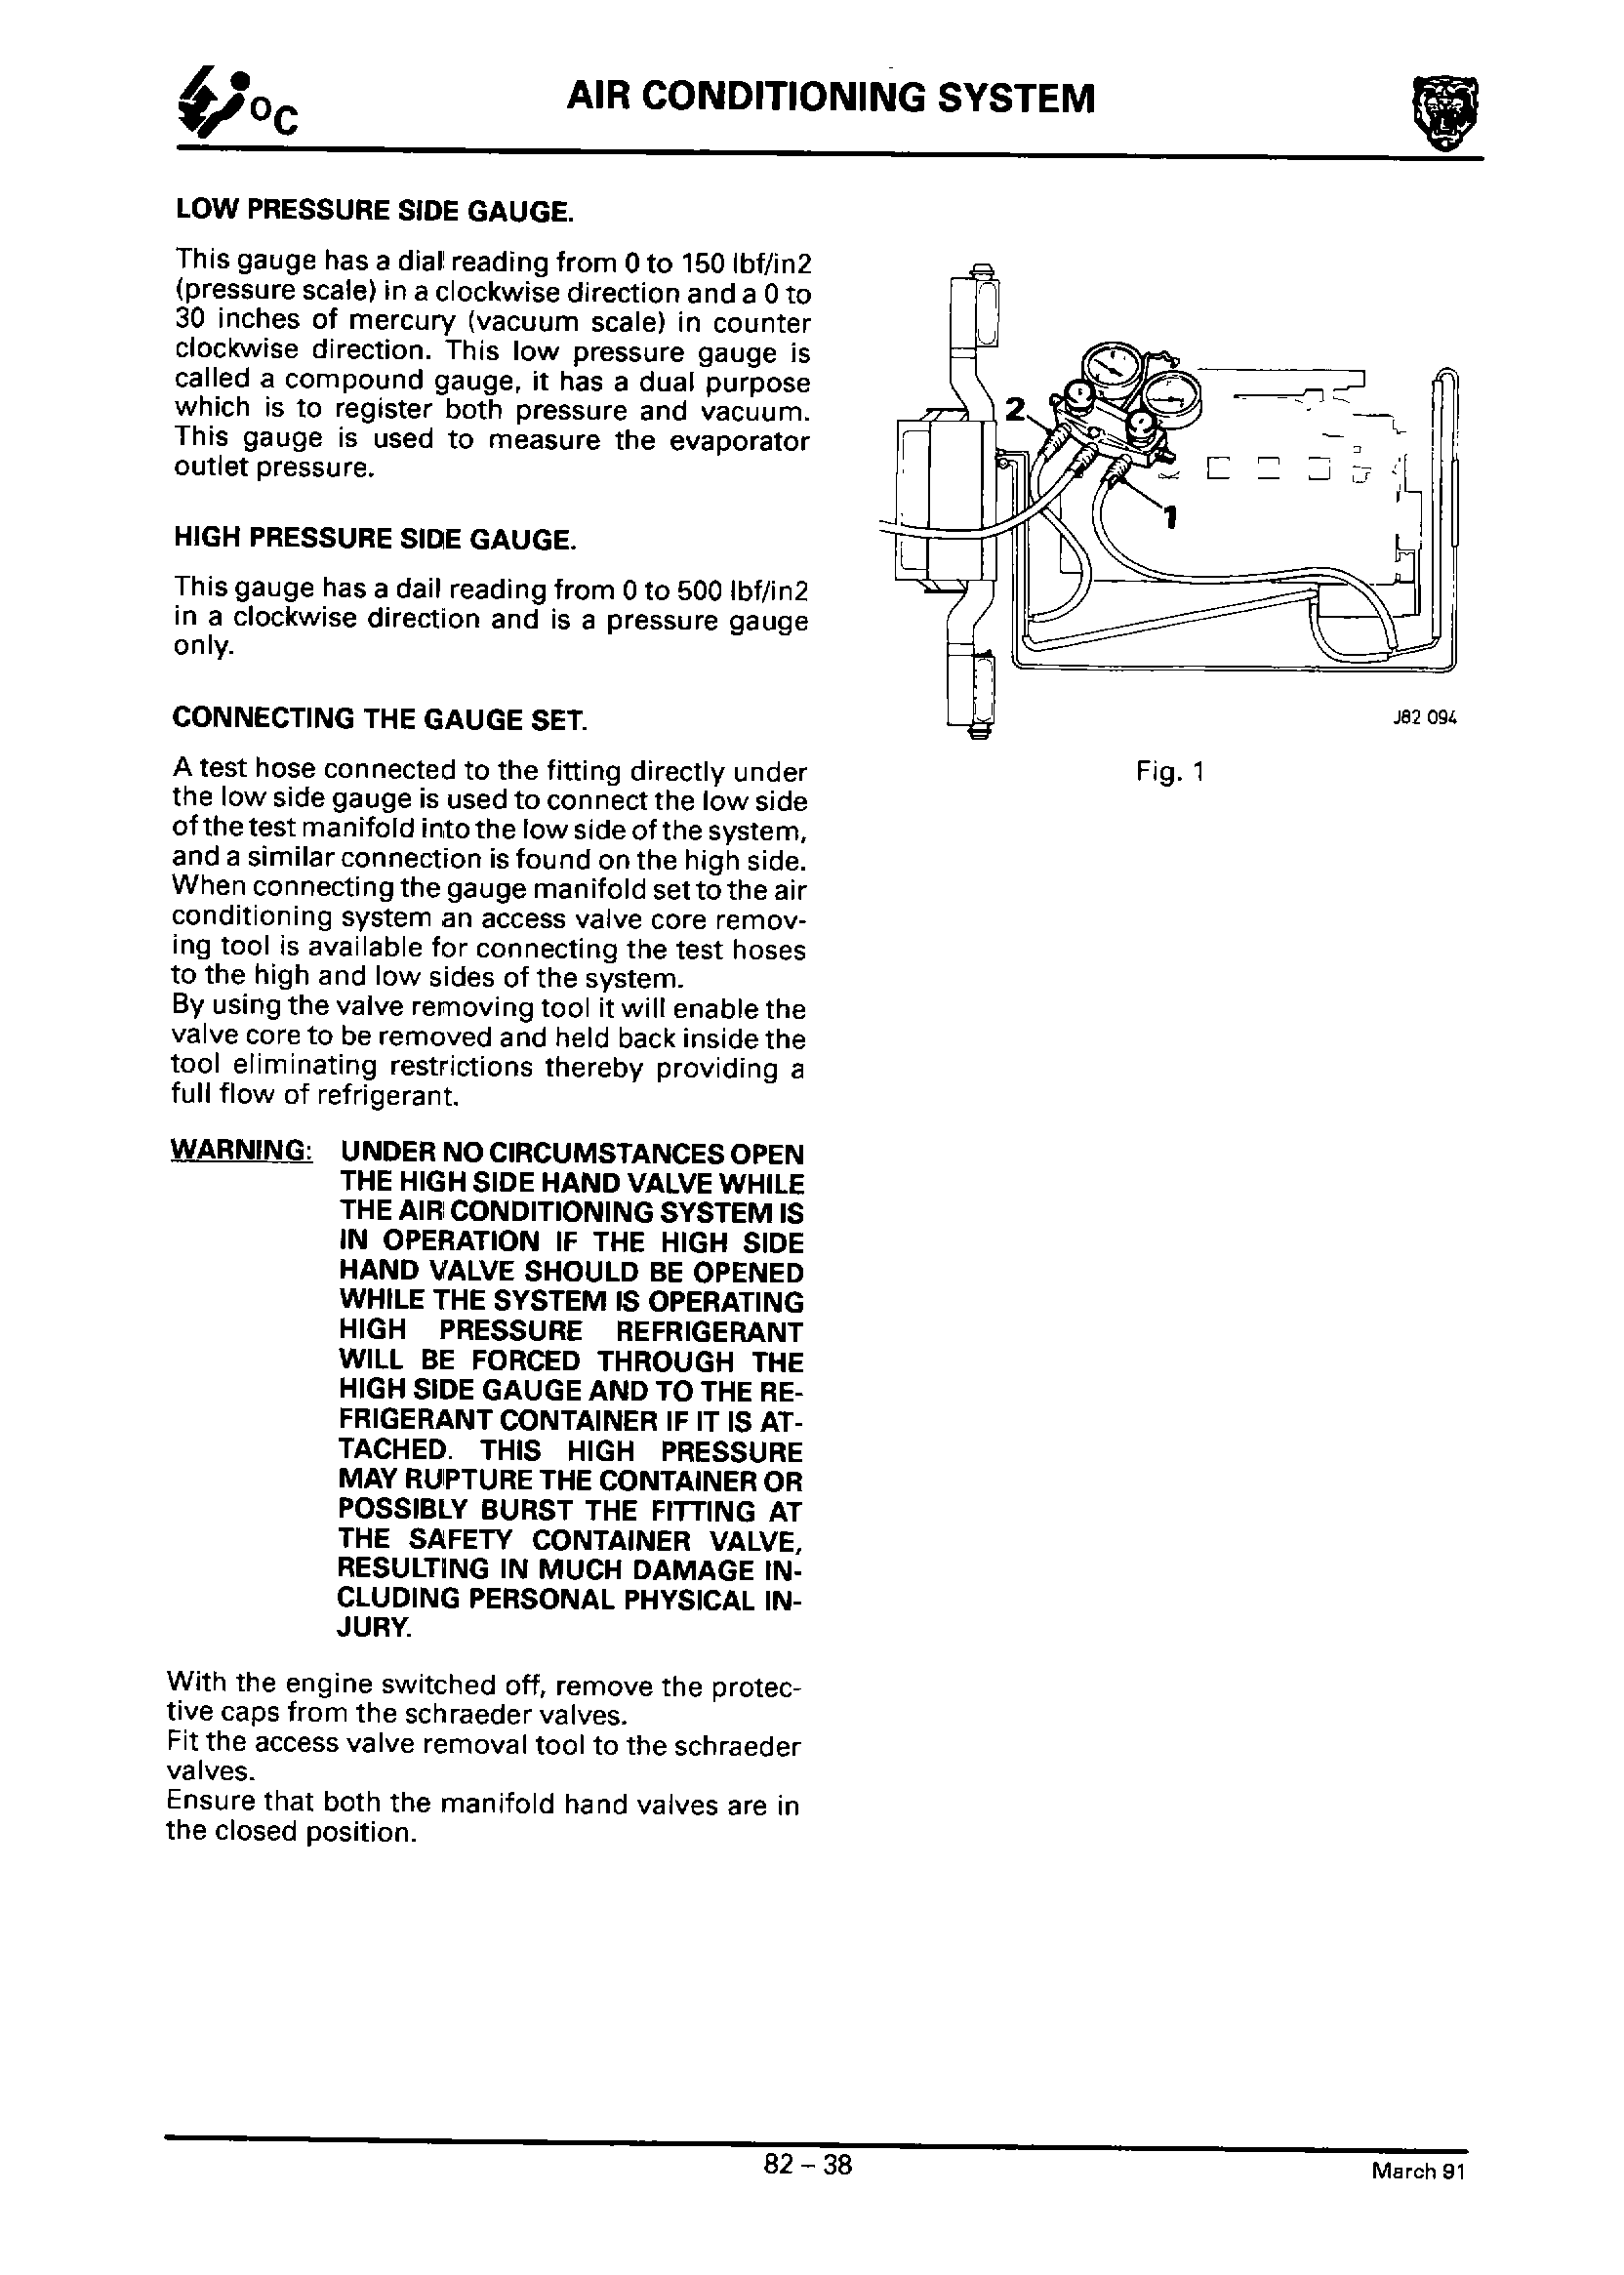 °C
AIR CONDITIONING SYSTEM
LOW PRESSURE SIDE GAUGE.
This gauge has a dial reading from 0 to 150 lbf/in2
(pressure scale) in a clockwise direction and a 0 to
30 inches of mercury (vacuum scale) in counter
clockwise direction. This low pressure gauge is
called a compound gauge, it has a dual purpose
which is to register both pressure and vacuum.
This gauge is used to measure the evaporator
outlet pressure.
HIGH PRESSURE SIDE GAUGE.
This gauge has a dail reading from 0 to 500 lbf/in2
in a clockwise direction and is a pressure gauge
only.
CONNECTING THE GAUGE SET.
A test hose connected to the fitting directly under
the low side gauge is used to connect the low side
of the test manifold into the low side of the system,
and a similar connection is found on the high side.
When connecting the gauge manifold set to the air
conditioning system an access valve core remov-
ing tool is available for connecting the test hoses
to the high and low sides of the system.
By using the valve removing tool it will enable the
valve core to be removed and held back inside the
tool eliminating restrictions thereby providing a
full flow of refrigerant.
WARNING: UNDER NO CIRCUMSTANCES OPEN
THE HIGH SIDE HAND VALVE WHILE
THE AIR CONDITIONING SYSTEM IS
IN OPERATION IF THE HIGH SIDE
HAND VALVE SHOULD BE OPENED
WHILE THE SYSTEM IS OPERATING
HIGH PRESSURE REFRIGERANT
WILL BE FORCED THROUGH THE
HIGH SIDE GAUGE AND TO THE RE-
FRIGERANT CONTAINER IF IT IS AT-
TACHED. THIS HIGH PRESSURE
MAY RUPTURE THE CONTAINER OR
POSSIBLY BURST THE FITTING AT
THE SAFETY CONTAINER VALVE,
RESULTING IN MUCH DAMAGE IN-
CLUDING PERSONAL PHYSICAL IN-
JURY.
With the engine switched off, remove the protec-
tive caps from the schraeder valves.
Fit the access valve removal tool to the schraeder
valves.
Ensure that both the manifold hand valves are in
the closed position.
2
1
J82 094
Fig. 1
82 – 38
March 91